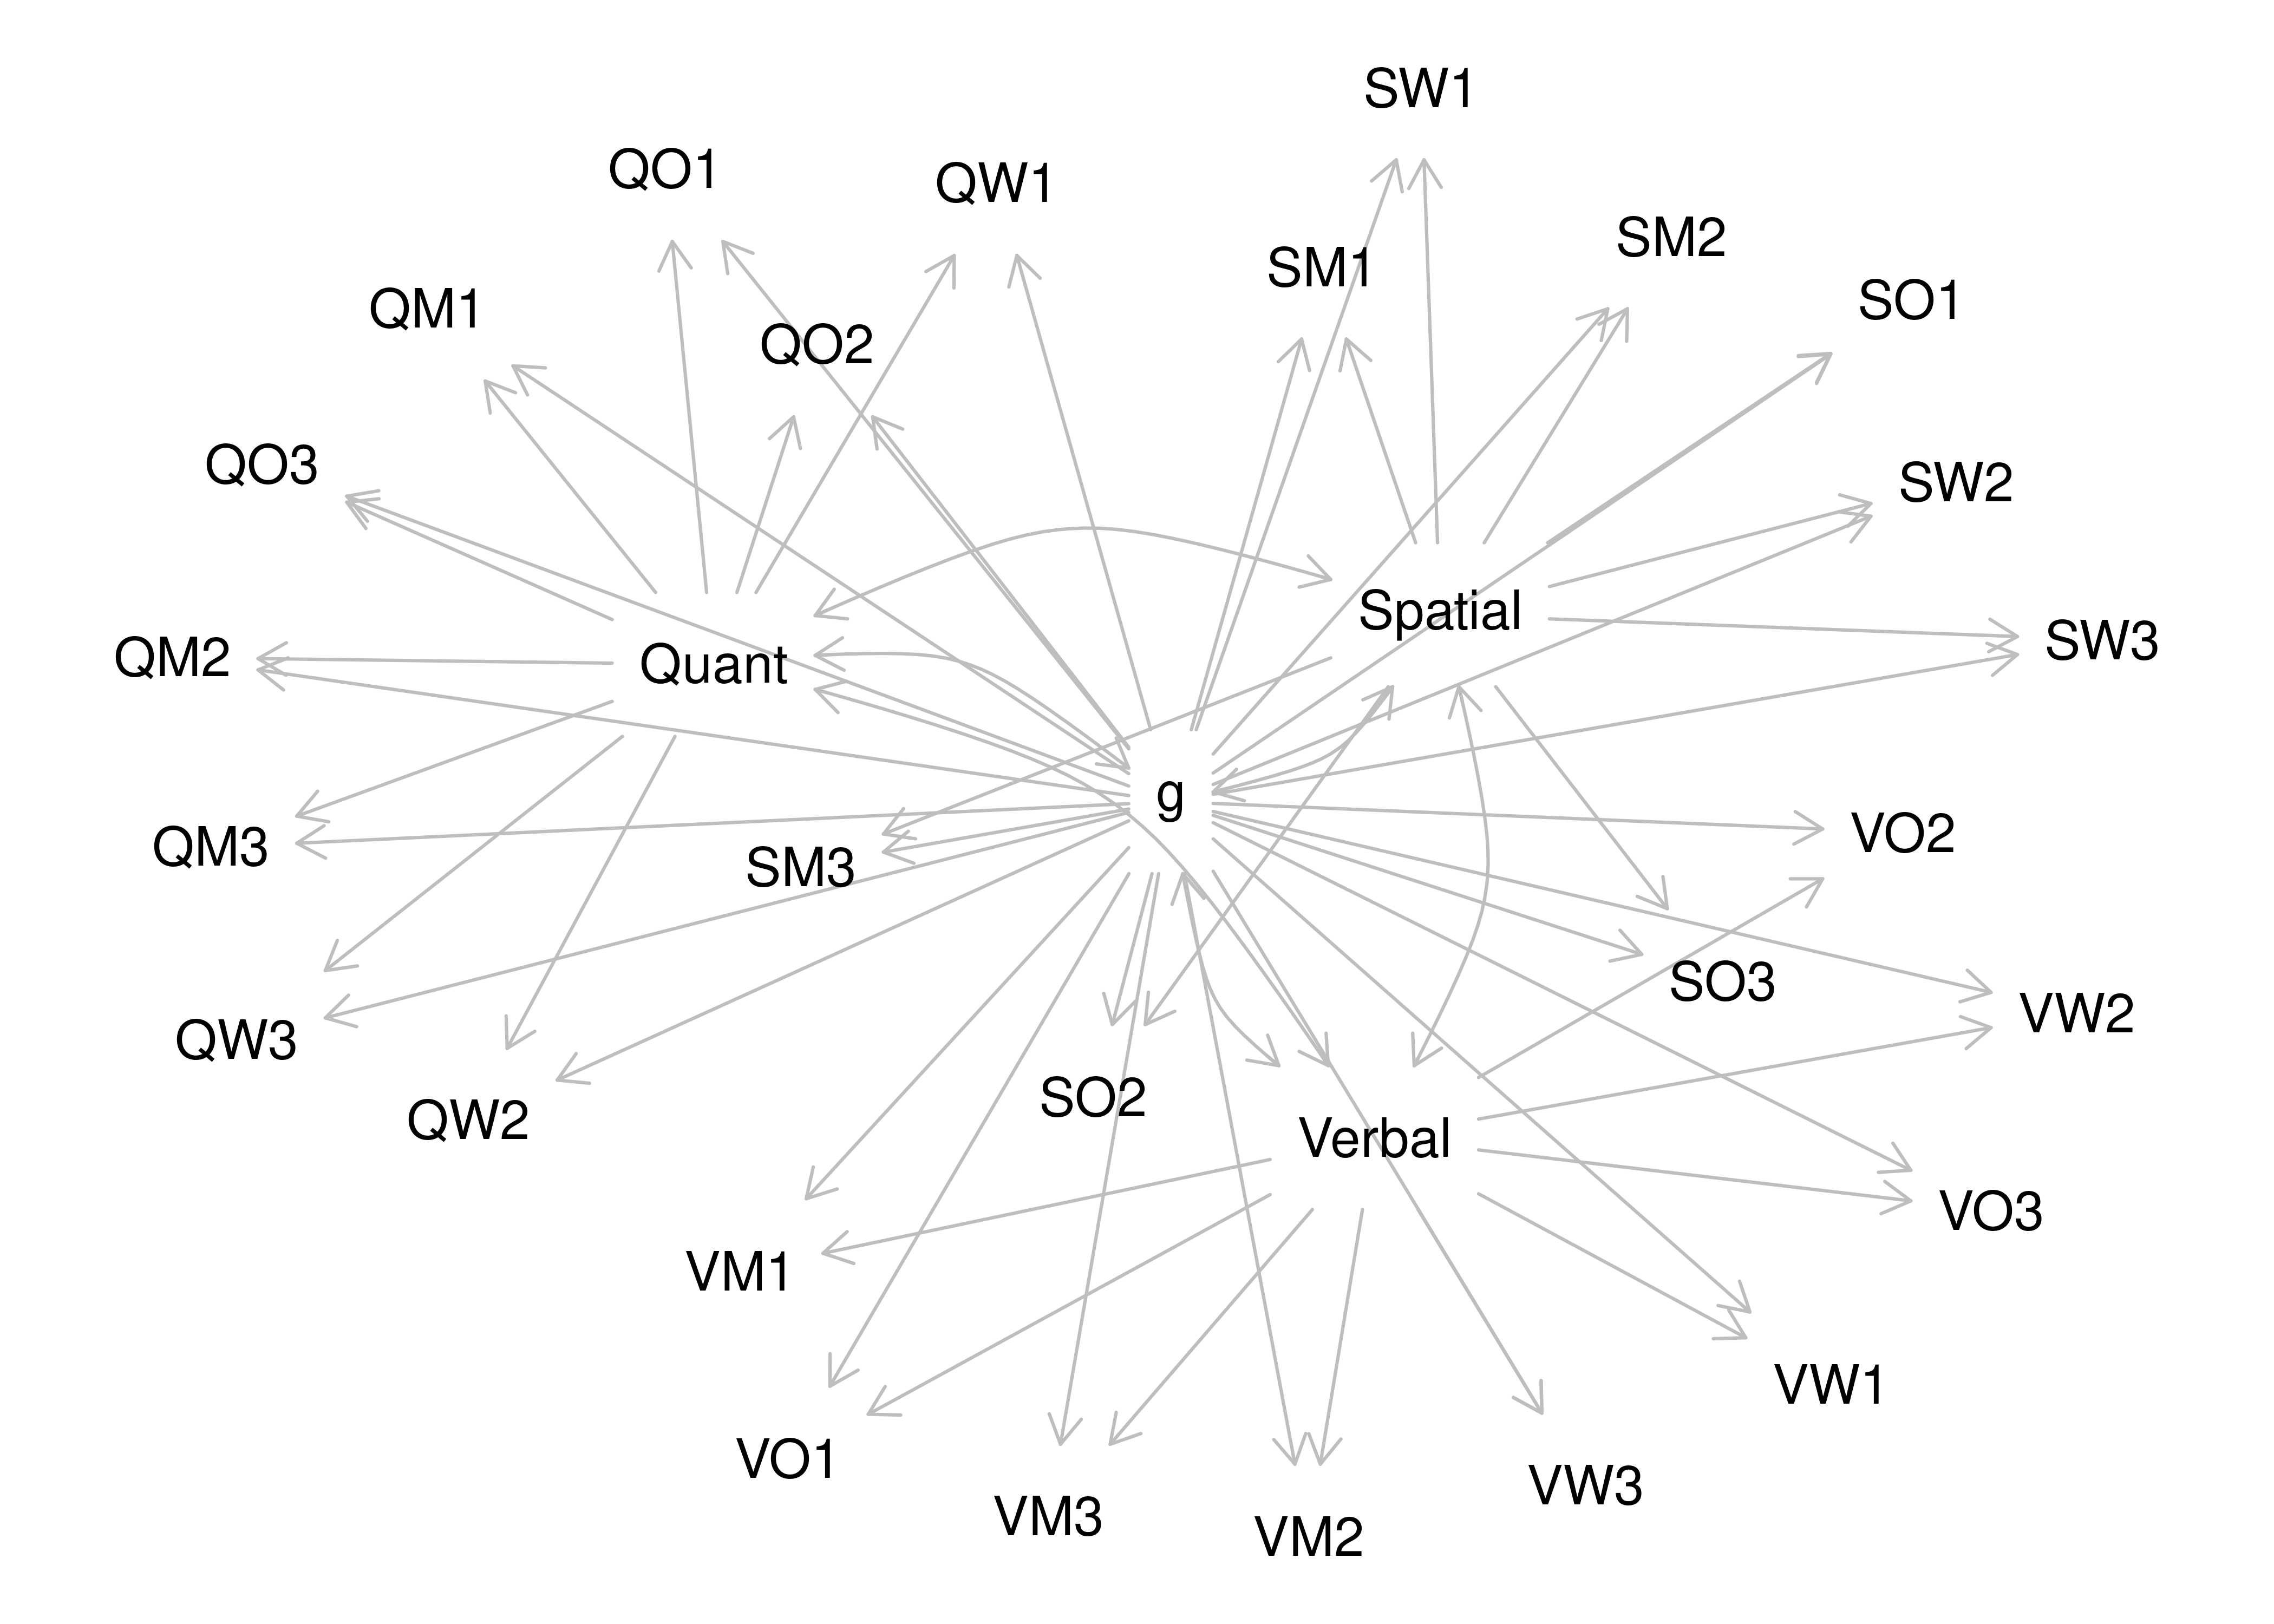 SW1
QO1
QW1
SM2
SM1
SO1
QM1
QO2
QO3
SW2
Spatial
SW3
QM2
Quant
g
VO2
QM3
SM3
SO3
VW2
QW3
SO2
QW2
Verbal
VO3
VM1
VW1
VO1
VW3
VM3
VM2